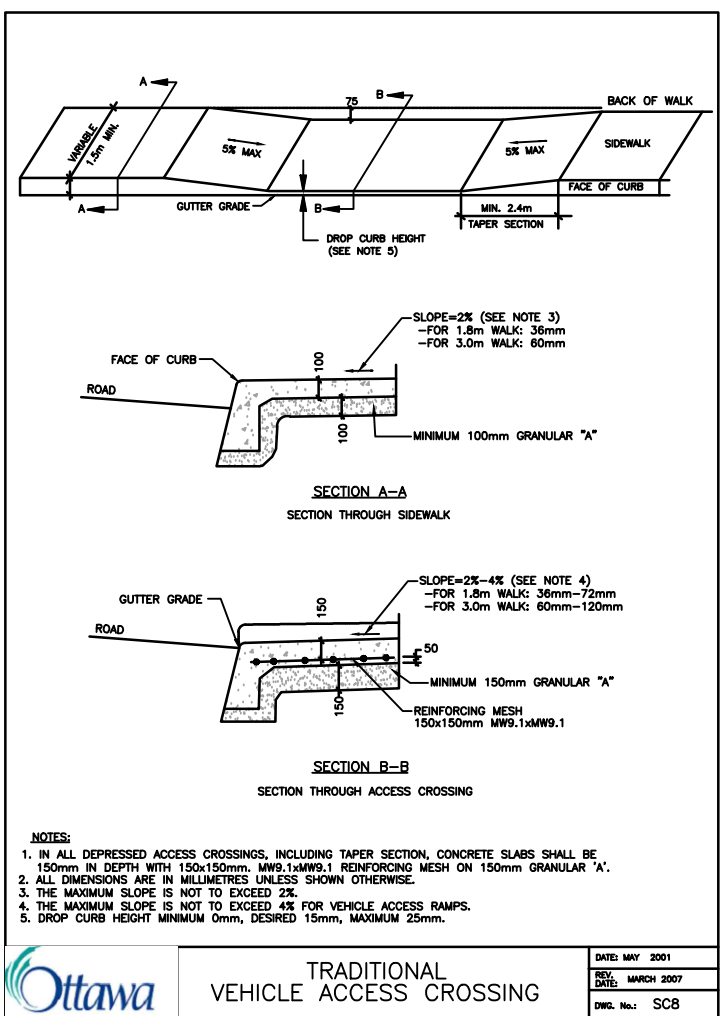 A
B
75
BACK OF WALK
VARIABLE
1.5m MIN.
5% MAX
5% MAX
SIDEWALK
FACE OF CURB
A
GUTTER GRADE
B
MIN. 2.4m
TAPER SECTION
DROP CURB HEIGHT
(SEE NOTE 5)
SLOPE=2% (SEE NOTE 3)
-FOR 1.8m WALK: 36mm
-FOR 3.0m WALK: 60mm
FACE OF CURB
100
ROAD
100
MINIMUM 100mm GRANULAR "A"
SECTION A-A
SECTION THROUGH SIDEWALK
SLOPE=2%-4% (SEE NOTE 4)
-FOR 1.8m WALK: 36mm-72mm
-FOR 3.0m WALK: 60mm-120mm
GUTTER GRADE
150
ROAD
50
MINIMUM 150mm GRANULAR "A"
150
REINFORCING MESH
150x150mm MW9.1xMW9.1
SECTION B-B
SECTION THROUGH ACCESS CROSSING
NOTES:
1. IN ALL DEPRESSED ACCESS CROSSINGS, INCLUDING TAPER SECTION, CONCRETE SLABS SHALL BE
150mm IN DEPTH WITH 150x150mm. MW9.1xMW9.1 REINFORCING MESH ON 150mm GRANULAR 'A'.
2. ALL DIMENSIONS ARE IN MILLIMETRES UNLESS SHOWN OTHERWISE.
3. THE MAXIMUM SLOPE IS NOT TO EXCEED 2%.
4. THE MAXIMUM SLOPE IS NOT TO EXCEED 4% FOR VEHICLE ACCESS RAMPS.
5. DROP CURB HEIGHT MINIMUM 0mm, DESIRED 15mm, MAXIMUM 25mm.
Ottawa
TRADITIONAL
VEHICLE ACCESS CROSSING
DATE: MAY 2001
REV. DATE: MARCH 2007
DWG. No.: SC8